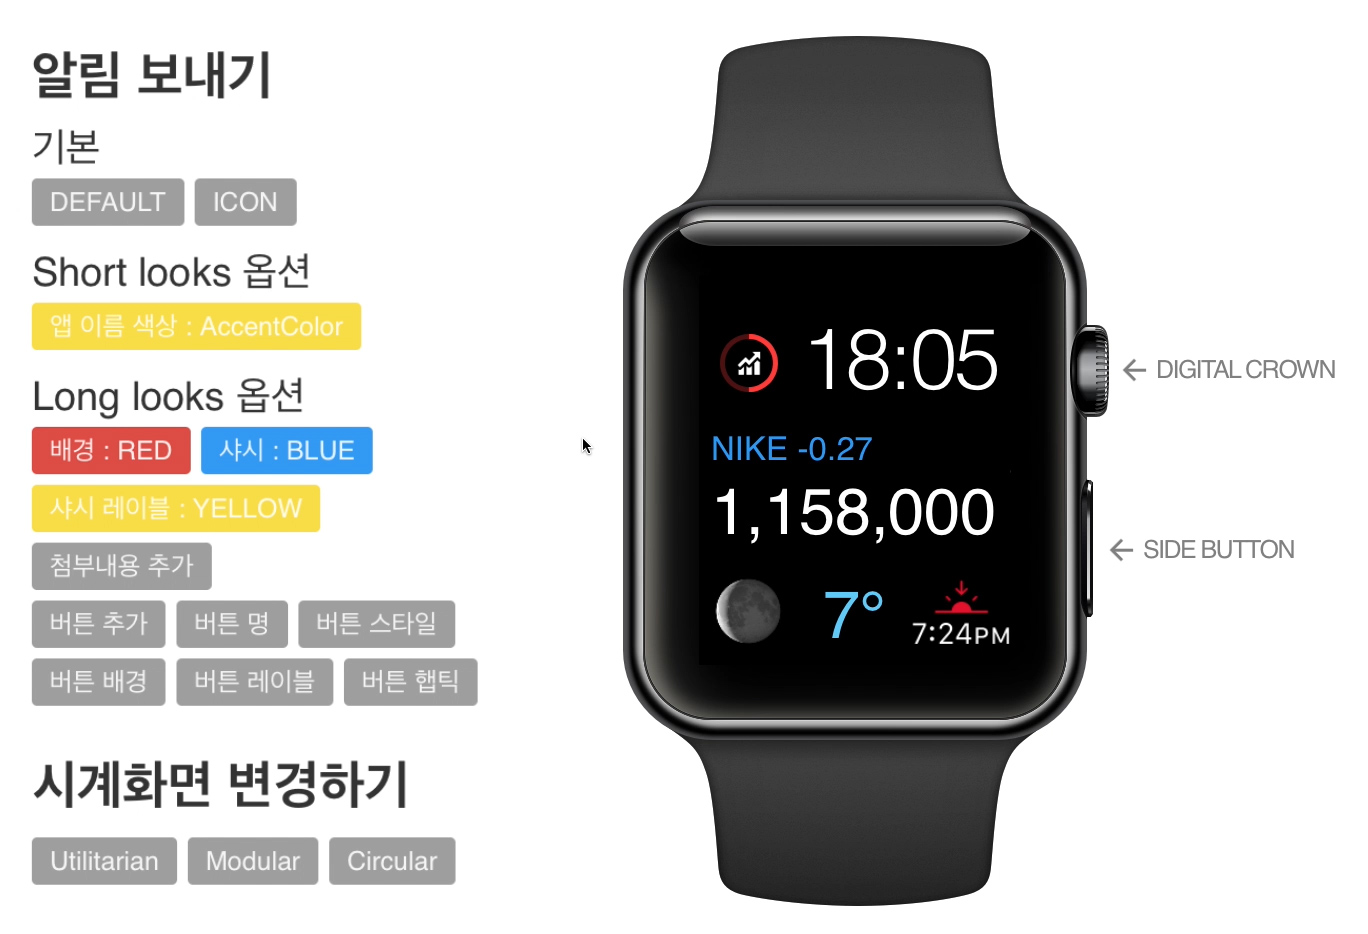 알림 보내기
기본
DEFAULT ICON
Short looks 옵션
앱 이름 색상 : AccentColor
Long looks 옵션
배경 : RED 샤시 : BLUE
샤시 레이블 : YELLOW
첨부내용 추가
버튼 추가 버튼 명 버튼 스타일
버튼 배경 버튼 레이블 버튼 햅틱
시계화면 변경하기
Utilitarian Modular Circular
18:05
NIKE -0.27
1,158,000
7°
7:24PM
← DIGITAL CROWN
← SIDE BUTTON